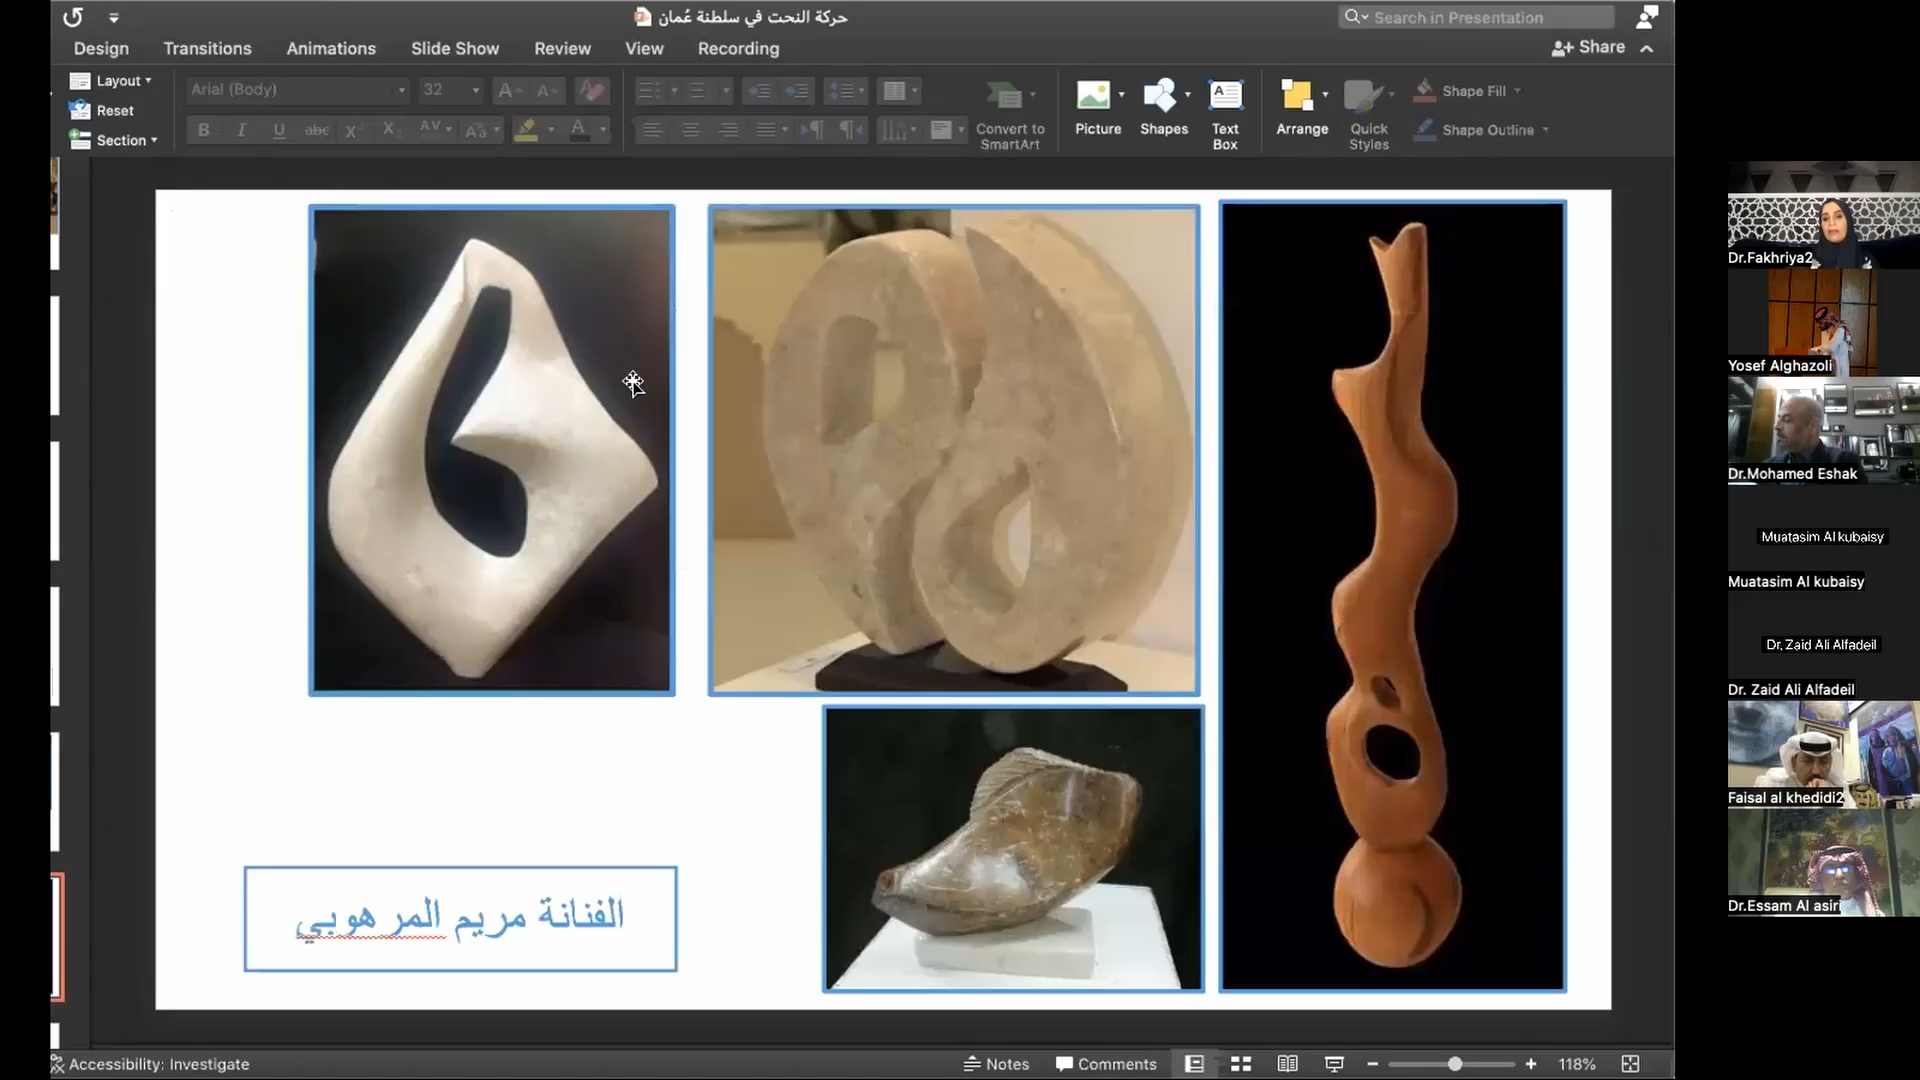 حركة النحت في سلطنة عُمان
Search in Presentation
Design Transitions Animations Slide Show Review View Recording
Share
Layout
Reset
Section
Arial (Body) 32
Convert to SmartArt
Picture
Shapes
Text Box
Arrange
Quick Styles
Shape Fill
Shape Outline
الفنانة مريم المرهوبي
Dr.Fakhriya2
Yosef Alghazoli
Dr.Mohamed Eshak
Muatasim Al kubaisy
Muatasim Al kubaisy
Dr. Zaid Ali Alfadeil
Dr. Zaid Ali Alfadeil
Faisal al khedidi2
Dr.Essam Al asiri
Accessibility: Investigate
Notes Comments 118%